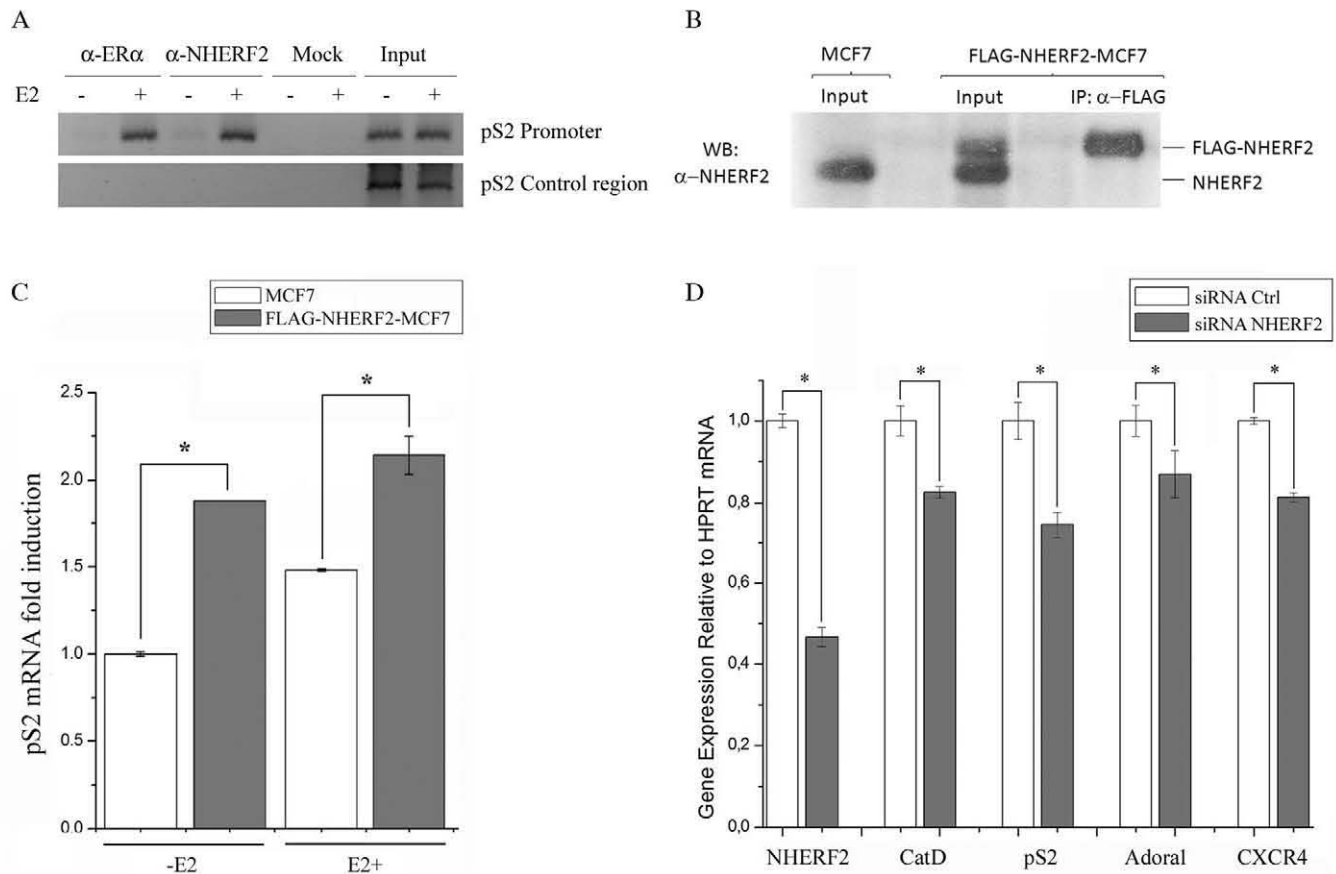 A
α-ERα α-NHERF2 Mock Input
E2 - + - + - + - +
pS2 Promoter
pS2 Control region
B
MCF7 FLAG-NHERF2-MCF7
Input Input IP: α-FLAG
WB:
α-NHERF2
FLAG-NHERF2
NHERF2
C
MCF7
FLAG-NHERF2-MCF7
pS2 mRNA fold induction
2.5
2.0
1.5
1.0
0.5
0.0
*
*
-E2 E2+
D
siRNA Ctrl
siRNA NHERF2
Gene Expression Relative to HPRT mRNA
1,0
0,8
0,6
0,4
0,2
0,0
* * * * *
NHERF2 CatD pS2 Adoral CXCR4